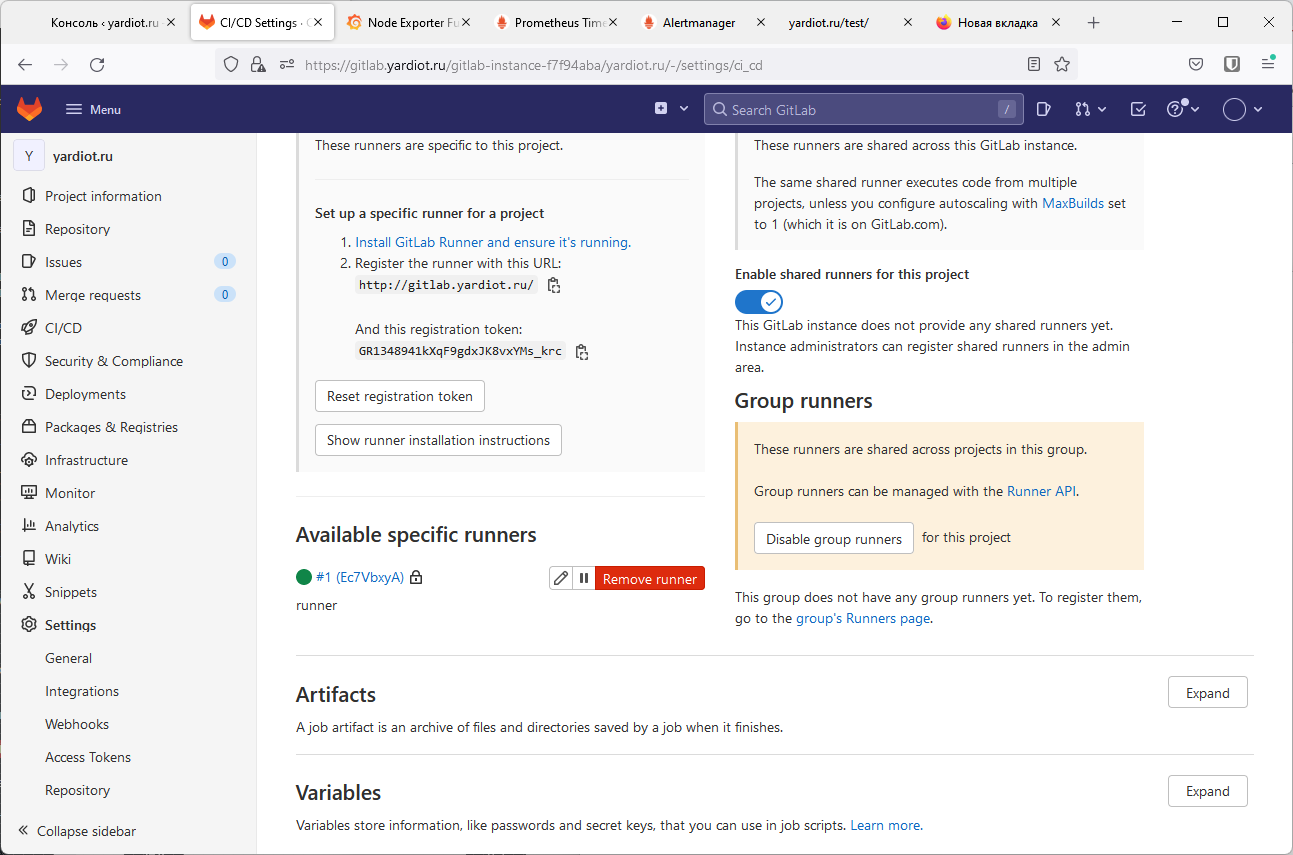 Консоль ‹ yardiot.ru
CI/CD Settings ·
Node Exporter Fu
Prometheus Time
Alertmanager
yardiot.ru/test/
Новая вкладка
https://gitlab.yardiot.ru/gitlab-instance-f7f94aba/yardiot.ru/-/settings/ci_cd
Menu
Search GitLab
/
Y
yardiot.ru
Project information
Repository
Issues
0
Merge requests
0
CI/CD
Security & Compliance
Deployments
Packages & Registries
Infrastructure
Monitor
Analytics
Wiki
Snippets
Settings
General
Integrations
Webhooks
Access Tokens
Repository
Collapse sidebar
These runners are specific to this project.
Set up a specific runner for a project
1. Install GitLab Runner and ensure it's running.
2. Register the runner with this URL:
http://gitlab.yardiot.ru/
And this registration token:
GR1348941kXqF9gdxJK8vxYMs_krc
Reset registration token
Show runner installation instructions
Available specific runners
#1 (Ec7VbxyA)
Remove runner
runner
These runners are shared across this GitLab instance.
The same shared runner executes code from multiple
projects, unless you configure autoscaling with MaxBuilds set
to 1 (which it is on GitLab.com).
Enable shared runners for this project
This GitLab instance does not provide any shared runners yet.
Instance administrators can register shared runners in the admin
area.
Group runners
These runners are shared across projects in this group.
Group runners can be managed with the Runner API.
Disable group runners
for this project
This group does not have any group runners yet. To register them,
go to the group's Runners page.
Artifacts
Expand
A job artifact is an archive of files and directories saved by a job when it finishes.
Variables
Expand
Variables store information, like passwords and secret keys, that you can use in job scripts. Learn more.